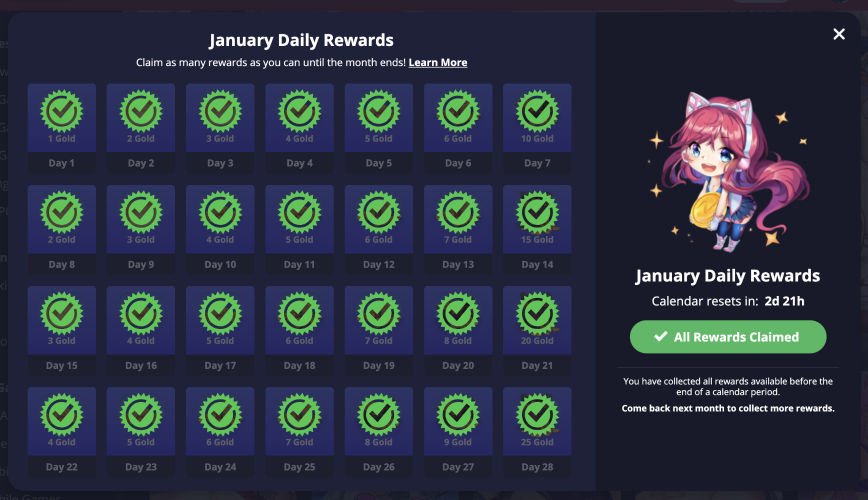 January Daily Rewards
Claim as many rewards as you can until the month ends! Learn More
1 Gold
2 Gold
3 Gold
4 Gold
5 Gold
6 Gold
10 Gold
Day 1
Day 2
Day 3
Day 4
Day 5
Day 6
Day 7
2 Gold
3 Gold
4 Gold
5 Gold
6 Gold
7 Gold
15 Gold
Day 8
Day 9
Day 10
Day 11
Day 12
Day 13
Day 14
3 Gold
4 Gold
5 Gold
6 Gold
7 Gold
8 Gold
20 Gold
Day 15
Day 16
Day 17
Day 18
Day 19
Day 20
Day 21
4 Gold
5 Gold
6 Gold
7 Gold
8 Gold
9 Gold
25 Gold
Day 22
Day 23
Day 24
Day 25
Day 26
Day 27
Day 28
January Daily Rewards
Calendar resets in: 2d 21h
All Rewards Claimed
You have collected all rewards available before the
end of a calendar period.
Come back next month to collect more rewards.